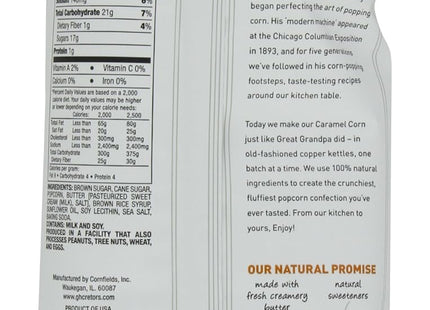 Total Carbohydrate 21g 7%
Dietary Fiber 1g 4%
Sugars 17g
Protein 1g
Vitamin A 2% • Vitamin C 0%
Calcium 0% • Iron 0%
*Percent Daily Values are based on a 2,000
calorie diet. Your daily values may be higher
or lower depending on your calorie needs:
Calories: 2,000 2,500
Total Fat Less than 65g 80g
Sat Fat Less than 20g 25g
Cholesterol Less than 300mg 300mg
Sodium Less than 2,400mg 2,400mg
Total Carbohydrate 300g 375g
Dietary Fiber 25g 30g
Calories per gram:
Fat 9 • Carbohydrate 4 • Protein 4
INGREDIENTS: BROWN SUGAR, CANE SUGAR,
POPCORN, BUTTER (PASTEURIZED SWEET
CREAM (MILK), SALT), BROWN RICE SYRUP,
SUNFLOWER OIL, SOY LECITHIN, SEA SALT,
BAKING SODA.
CONTAINS: MILK AND SOY.
PRODUCED IN A FACILITY THAT ALSO
PROCESSES PEANUTS, TREE NUTS, WHEAT,
AND EGGS.
Manufactured by Cornfields, Inc.
Waukegan, IL 60087
www.ghcretors.com
PRODUCT OF USA
began perfecting the art of popping
corn. His 'modern machine' appeared
at the Chicago Columbian Exposition
in 1893, and for five generations,
we've followed in his corn-popping
footsteps, taste-testing recipes
around our kitchen table.
Today we make our Caramel Corn
just like Great Grandpa did – in
old-fashioned copper kettles, one
batch at a time. We use 100% natural
ingredients to create the crunchiest,
fluffiest popcorn confection you've
ever tasted. From our kitchen to
yours, Enjoy!
OUR NATURAL PROMISE
made with
fresh creamery
butter
natural
sweeteners